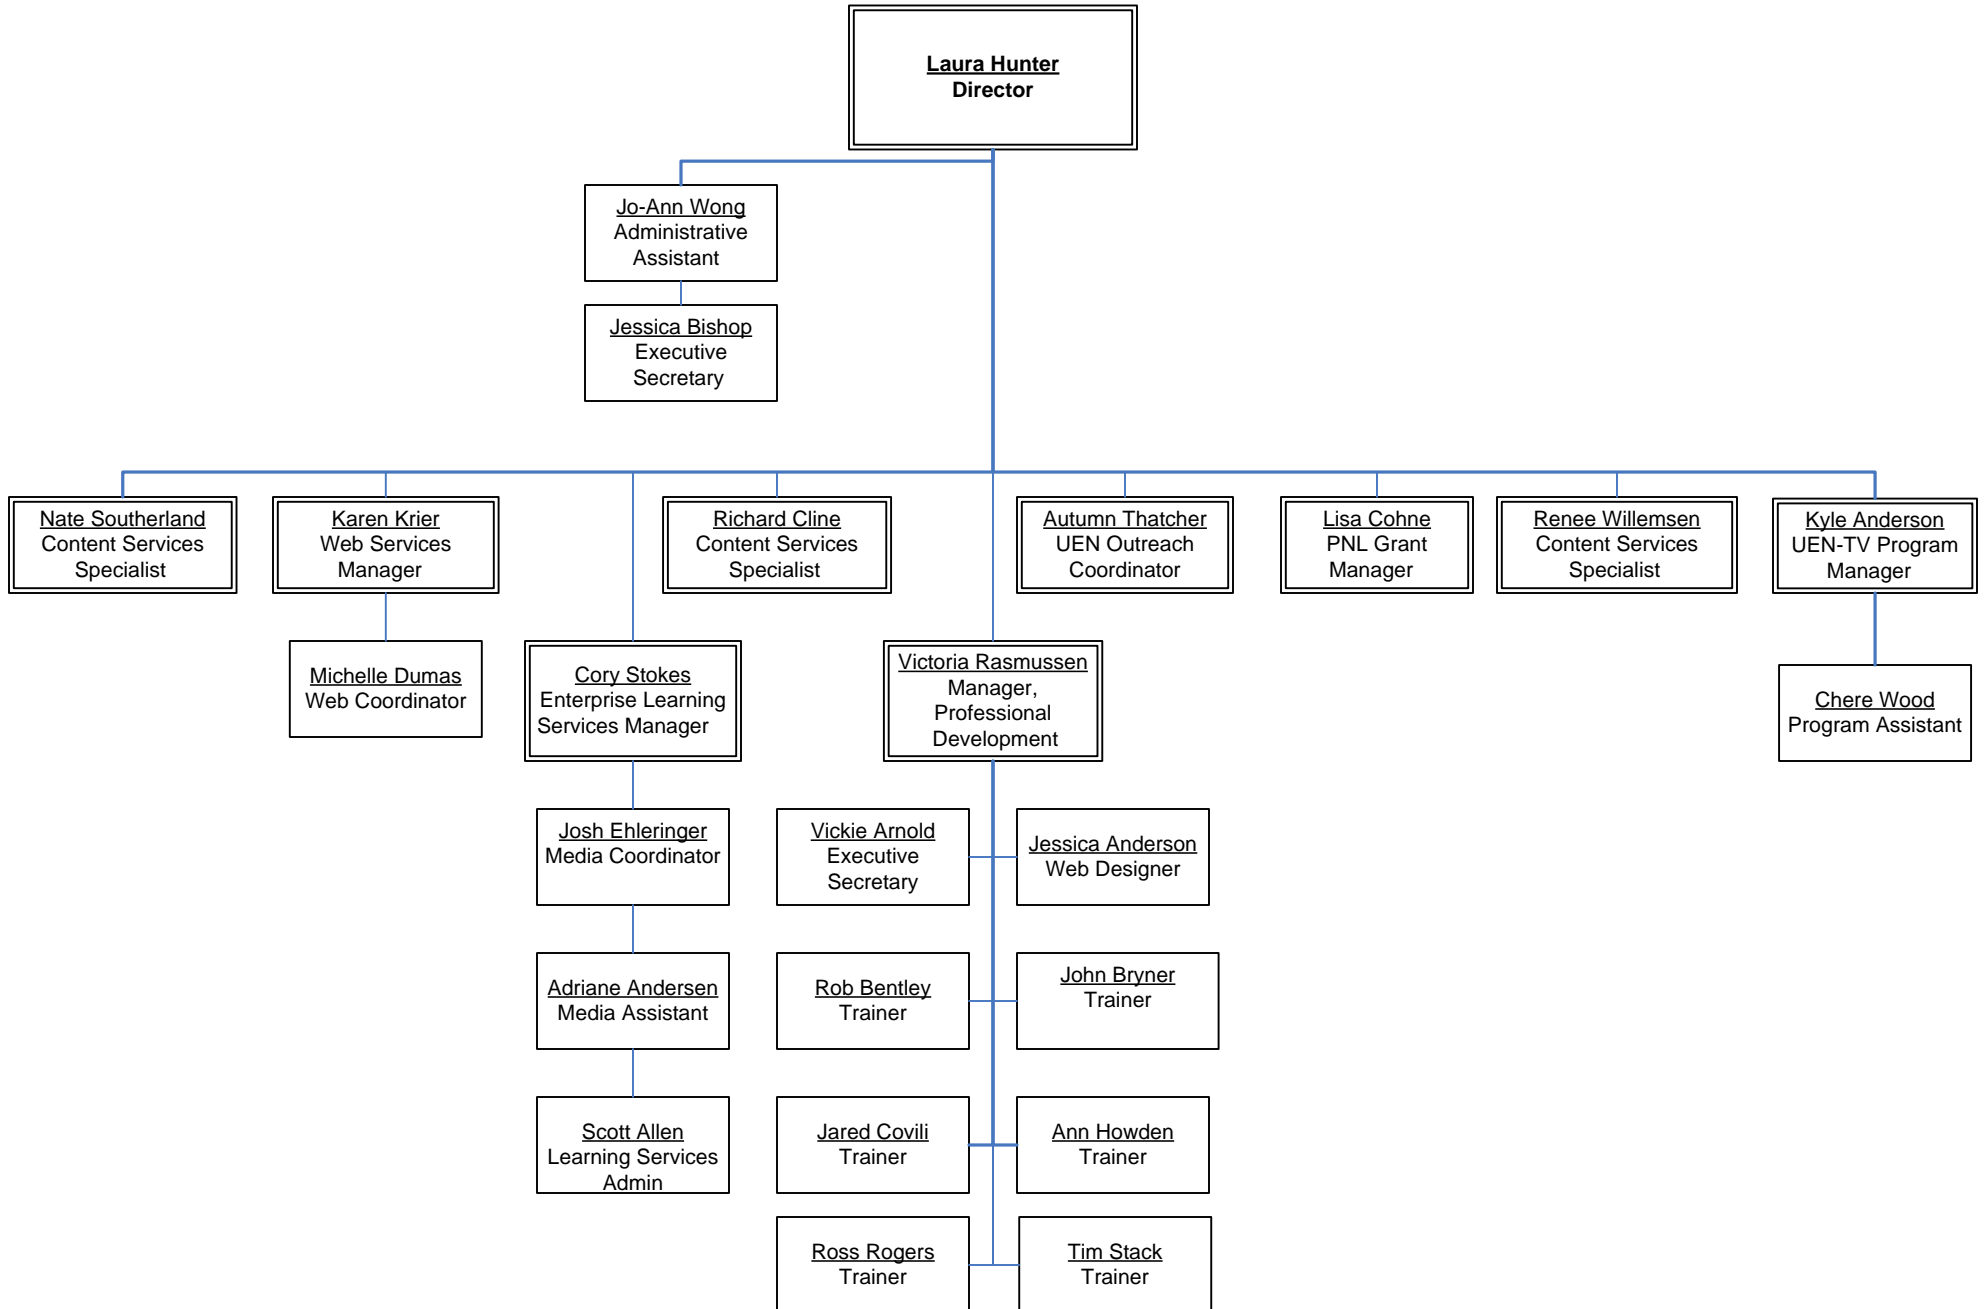 Laura Hunter
Director
Jo-Ann Wong
Administrative
Assistant
Jessica Bishop
Executive
Secretary
Nate Southerland
Content Services
Specialist
Karen Krier
Web Services
Manager
Richard Cline
Content Services
Specialist
Autumn Thatcher
UEN Outreach
Coordinator
Lisa Cohne
PNL Grant
Manager
Renee Willemsen
Content Services
Specialist
Kyle Anderson
UEN-TV Program
Manager
Michelle Dumas
Web Coordinator
Cory Stokes
Enterprise Learning
Services Manager
Victoria Rasmussen
Manager,
Professional
Development
Chere Wood
Program Assistant
Josh Ehleringer
Media Coordinator
Vickie Arnold
Executive
Secretary
Jessica Anderson
Web Designer
Adriane Andersen
Media Assistant
Rob Bentley
Trainer
John Bryner
Trainer
Scott Allen
Learning Services
Admin
Jared Covili
Trainer
Ann Howden
Trainer
Ross Rogers
Trainer
Tim Stack
Trainer